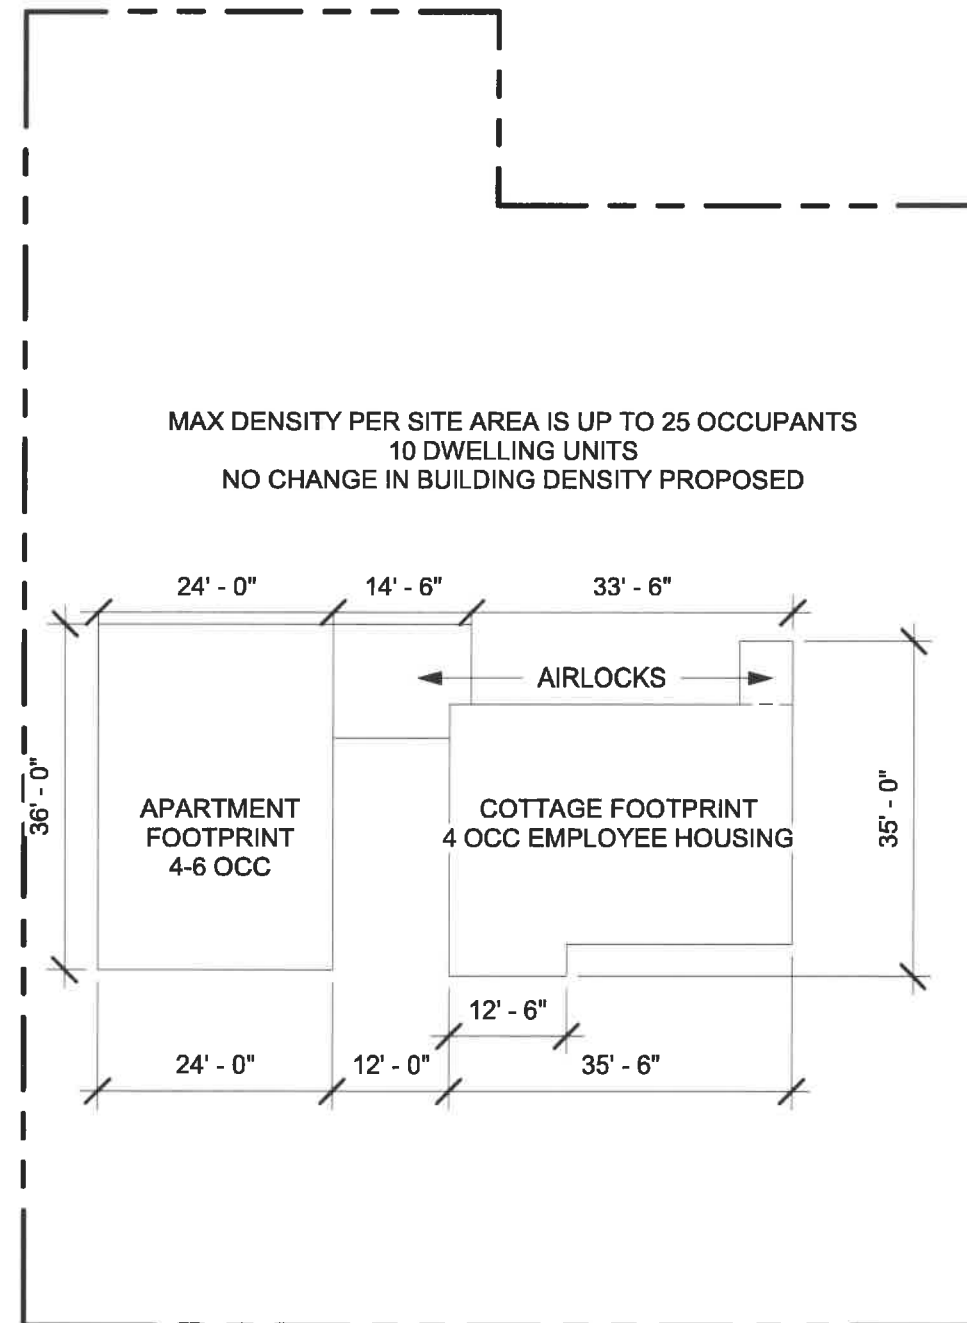 MAX DENSITY PER SITE AREA IS UP TO 25 OCCUPANTS
10 DWELLING UNITS
NO CHANGE IN BUILDING DENSITY PROPOSED
24' - 0"
14' - 6"
33' - 6"
AIRLOCKS
36' - 0"
APARTMENT
FOOTPRINT
4-6 OCC
COTTAGE FOOTPRINT
4 OCC EMPLOYEE HOUSING
35' - 0"
12' - 6"
24' - 0"
12' - 0"
35' - 6"